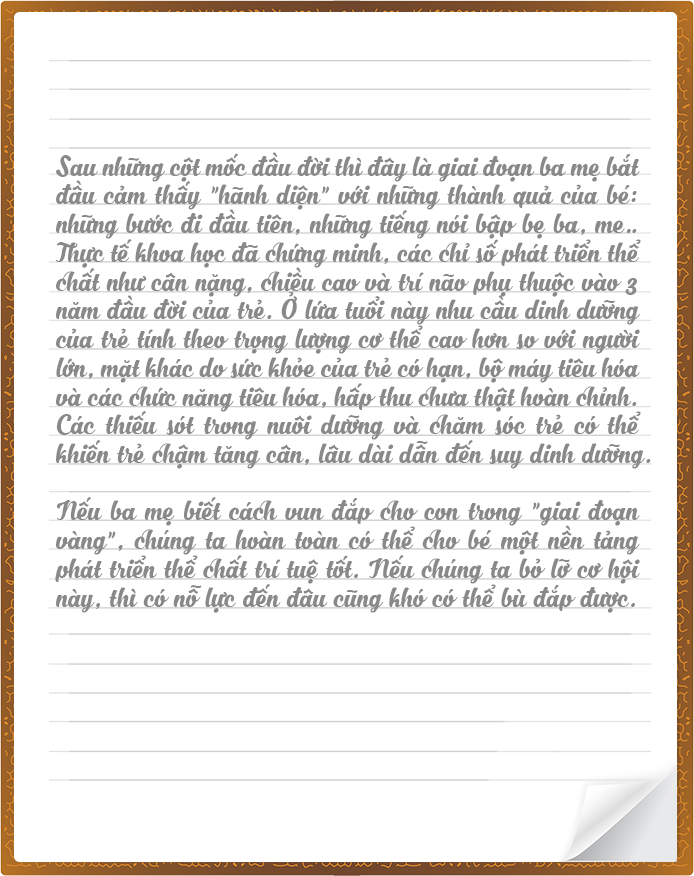 Sau những cột mốc đầu đời thì đây là giai đoạn ba mẹ bắt
đầu cảm thấy "hãnh diện" với những thành quả của bé:
những bước đi đầu tiên, những tiếng nói bập bẹ ba, me..
Thực tế khoa học đã chứng minh, các chỉ số phát triển thể
chất như cân nặng, chiều cao và trí não phụ thuộc vào 3
năm đầu đời của trẻ. Ở lứa tuổi này nhu cầu dinh dưỡng
của trẻ tính theo trọng lượng cơ thể cao hơn so với người
lớn, mặt khác do sức khỏe của trẻ có hạn, bộ máy tiêu hóa
và các chức năng tiêu hóa, hấp thu chưa thật hoàn chỉnh.
Các thiếu sót trong nuôi dưỡng và chăm sóc trẻ có thể
khiến trẻ chậm tăng cân, lâu dài dẫn đến suy dinh dưỡng.
Nếu ba mẹ biết cách vun đắp cho con trong "giai đoạn
vàng", chúng ta hoàn toàn có thể cho bé một nền tảng
phát triển thể chất trí tuệ tốt. Nếu chúng ta bỏ lỡ cơ hội
này, thì có nỗ lực đến đâu cũng khó có thể bù đắp được.